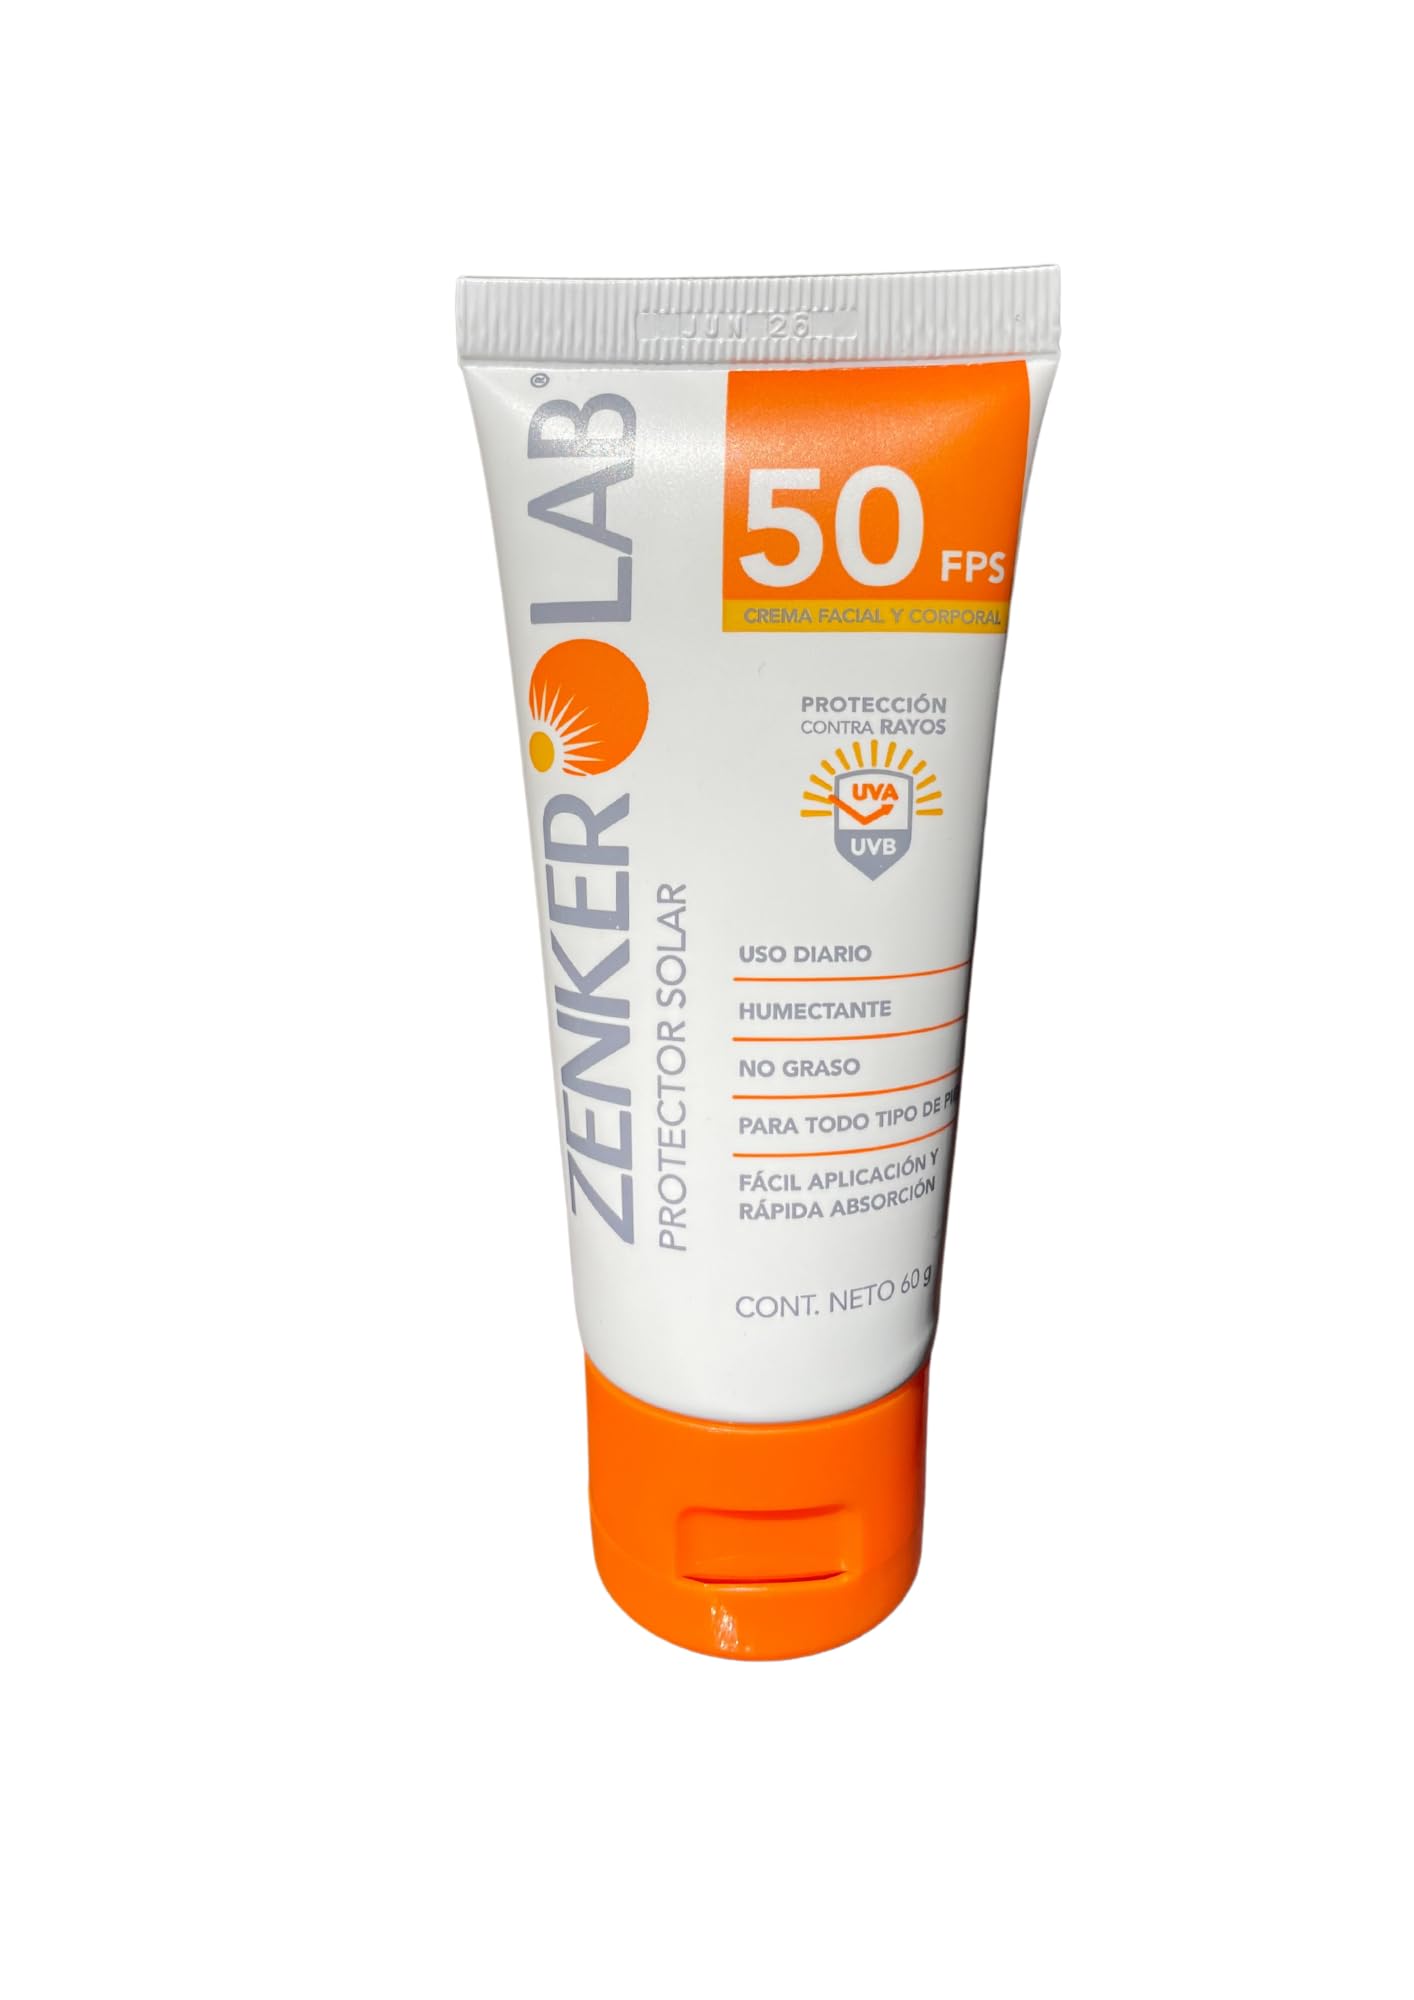 JUN 26
ZENKER LAB®
PROTECTOR SOLAR
50 FPS
CREMA FACIAL Y CORPORAL
PROTECCIÓN
CONTRA RAYOS
UVA
UVB
USO DIARIO
HUMECTANTE
NO GRASO
PARA TODO TIPO DE
FÁCIL APLICACIÓN Y
RÁPIDA ABSORCIÓN
CONT. NETO 60 g